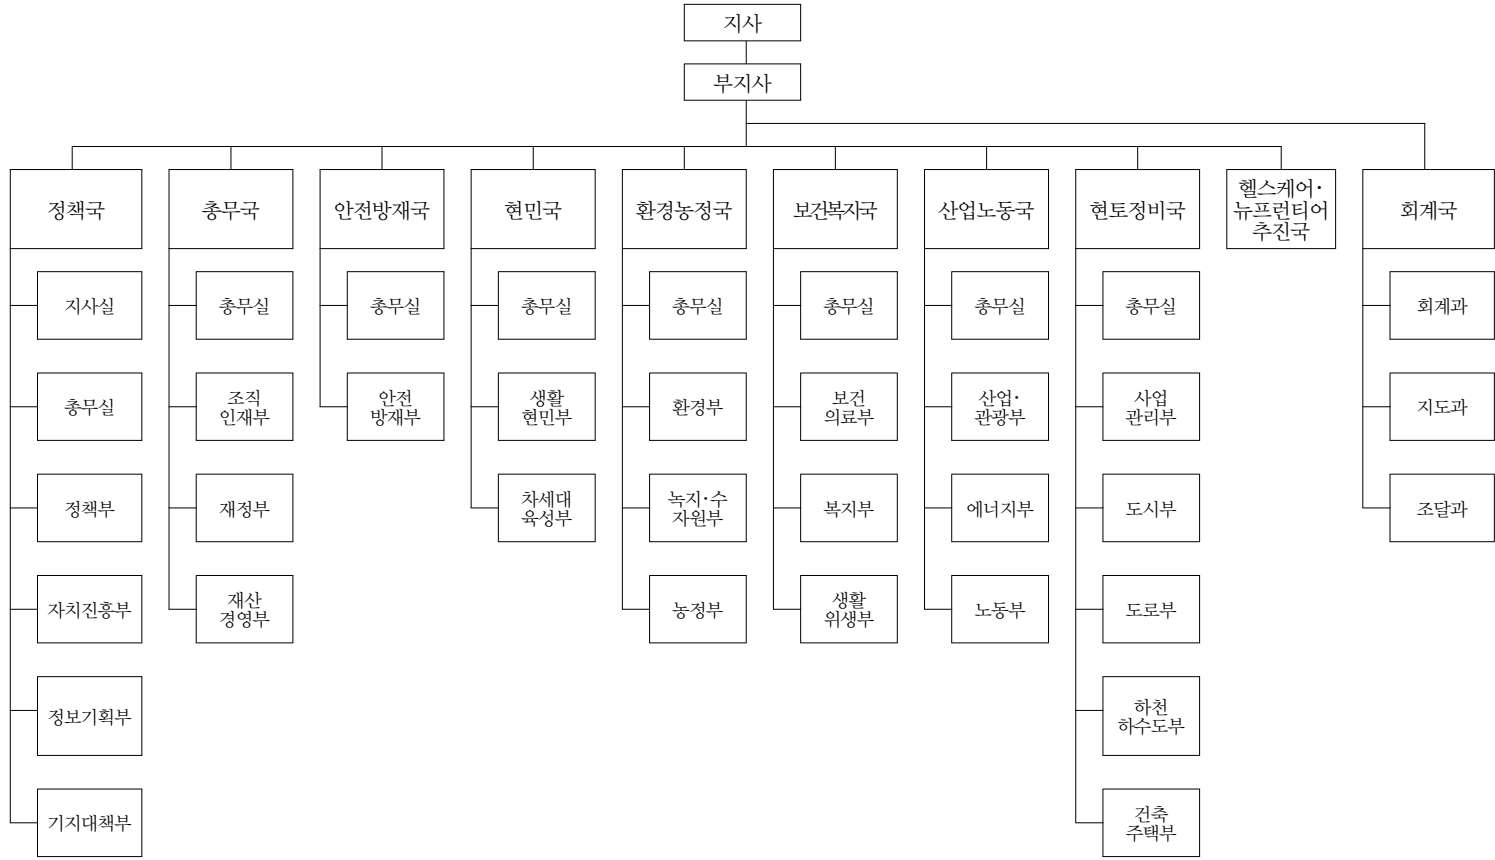 지사
부지사
정책국
총무국
안전방재국
현민국
환경농정국
보건복지국
산업노동국
현토정비국
헬스케어·
뉴프런티어
추진국
회계국
지사실
총무실
총무실
총무실
총무실
총무실
총무실
총무실
회계과
총무실
조직
인재부
안전
방재부
생활
현민부
환경부
보건
의료부
산업·
관광부
사업
관리부
지도과
정책부
재정부
차세대
육성부
녹지·수
자원부
복지부
에너지부
도시부
조달과
자치진흥부
재산
경영부
농정부
생활
위생부
노동부
도로부
정보기획부
하천
하수도부
기지대책부
건축
주택부